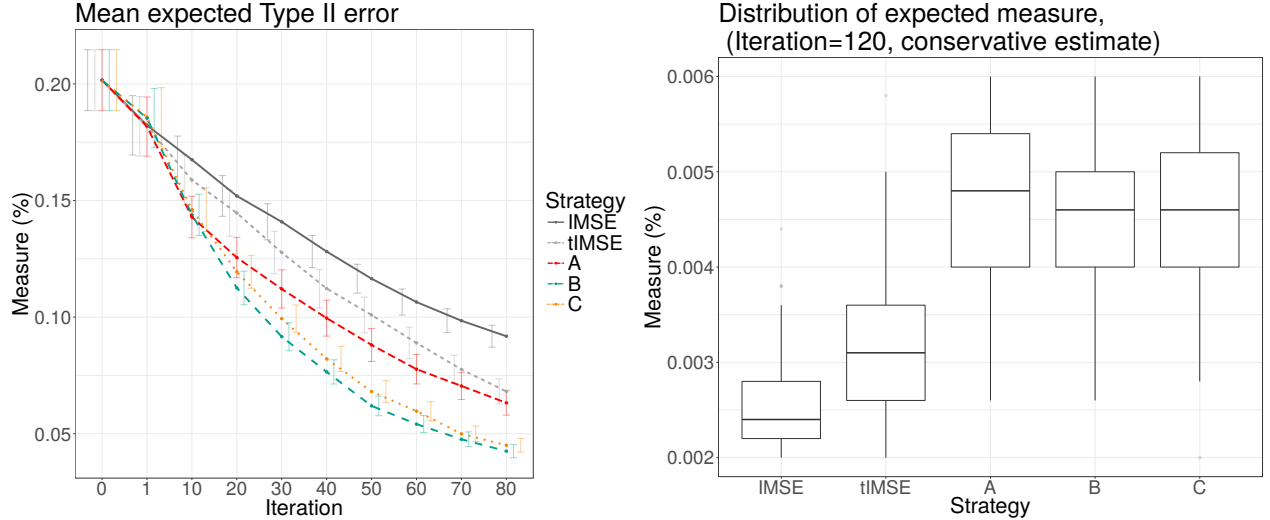 Mean expected Type II error
Measure (%)
0.20
0.15
0.10
0.05
0 1 10 20 30 40 50 60 70 80
Iteration
Strategy
IMSE
tIMSE
A
B
C
Distribution of expected measure,
(Iteration=120, conservative estimate)
Measure (%)
0.006
0.005
0.004
0.003
0.002
IMSE tIMSE A B C
Strategy